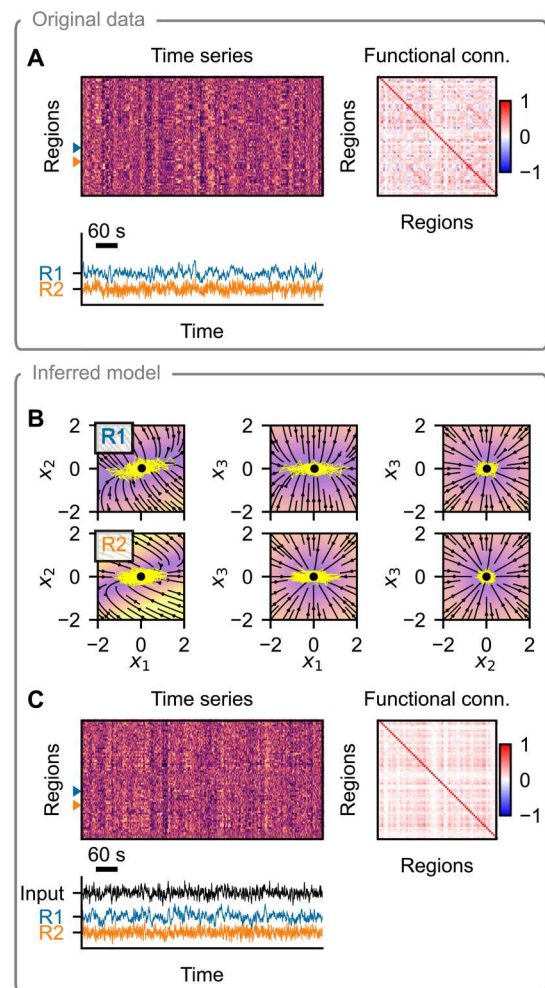 Original data
A
Time series
Functional conn.
Regions
1
0
−1
Regions
Regions
60 s
R1
R2
Time
Inferred model
B
R1
x2
2
0
−2
x3
2
0
−2
x3
2
0
−2
R2
x2
2
0
−2
−2 0 2
x1
x3
2
0
−2
−2 0 2
x1
x3
2
0
−2
−2 0 2
x2
C
Time series
Functional conn.
Regions
Regions
1
0
−1
Regions
60 s
Input
R1
R2
Time